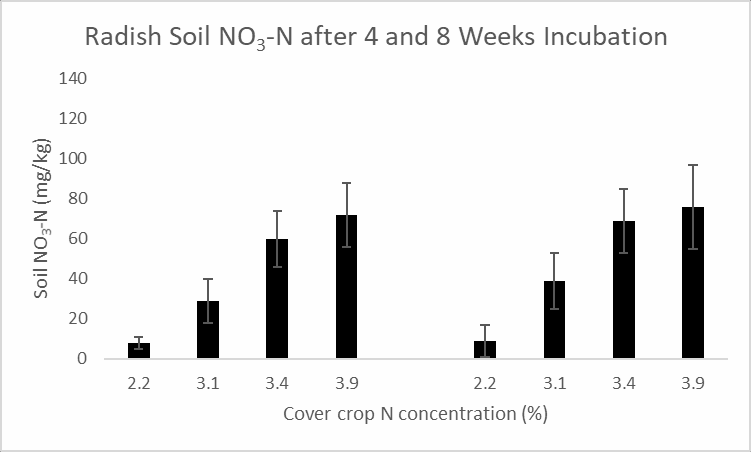 Radish Soil NO₃-N after 4 and 8 Weeks Incubation
Soil NO₃-N (mg/kg)
140
120
100
80
60
40
20
0
2.2 3.1 3.4 3.9 2.2 3.1 3.4 3.9
Cover crop N concentration (%)